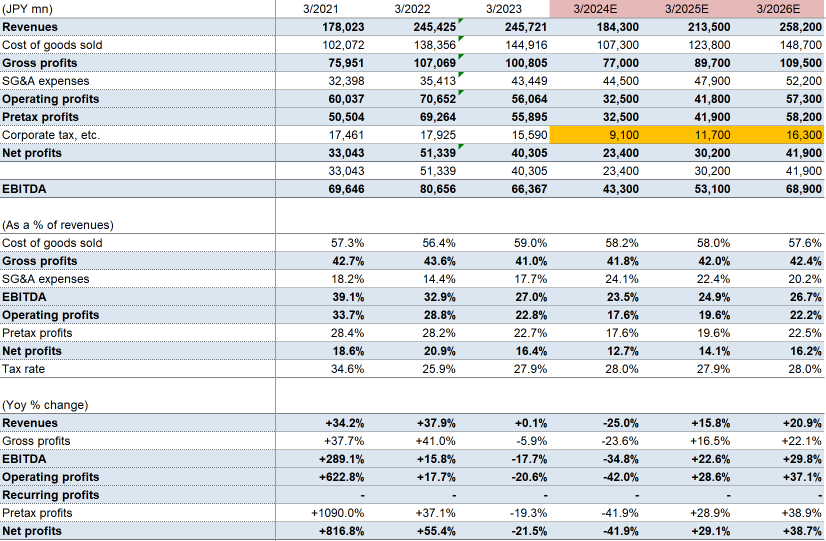 (JPY mn) 3/2021 3/2022 3/2023 3/2024E 3/2025E 3/2026E
Revenues 178,023 245,425 245,721 184,300 213,500 258,200
Cost of goods sold 102,072 138,356 144,916 107,300 123,800 148,700
Gross profits 75,951 107,069 100,805 77,000 89,700 109,500
SG&A expenses 32,398 35,413 43,449 44,500 47,900 52,200
Operating profits 60,037 70,652 56,064 32,500 41,800 57,300
Pretax profits 50,504 69,264 55,895 32,500 41,900 58,200
Corporate tax, etc. 17,461 17,925 15,590 9,100 11,700 16,300
Net profits 33,043 51,339 40,305 23,400 30,200 41,900
33,043 51,339 40,305 23,400 30,200 41,900
EBITDA 69,646 80,656 66,367 43,300 53,100 68,900
(As a % of revenues)
Cost of goods sold 57.3% 56.4% 59.0% 58.2% 58.0% 57.6%
Gross profits 42.7% 43.6% 41.0% 41.8% 42.0% 42.4%
SG&A expenses 18.2% 14.4% 17.7% 24.1% 22.4% 20.2%
EBITDA 39.1% 32.9% 27.0% 23.5% 24.9% 26.7%
Operating profits 33.7% 28.8% 22.8% 17.6% 19.6% 22.2%
Pretax profits 28.4% 28.2% 22.7% 17.6% 19.6% 22.5%
Net profits 18.6% 20.9% 16.4% 12.7% 14.1% 16.2%
Tax rate 34.6% 25.9% 27.9% 28.0% 27.9% 28.0%
(Yoy % change)
Revenues +34.2% +37.9% +0.1% -25.0% +15.8% +20.9%
Gross profits +37.7% +41.0% -5.9% -23.6% +16.5% +22.1%
EBITDA +289.1% +15.8% -17.7% -34.8% +22.6% +29.8%
Operating profits +622.8% +17.7% -20.6% -42.0% +28.6% +37.1%
Recurring profits - - - - - -
Pretax profits +1090.0% +37.1% -19.3% -41.9% +28.9% +38.9%
Net profits +816.8% +55.4% -21.5% -41.9% +29.1% +38.7%